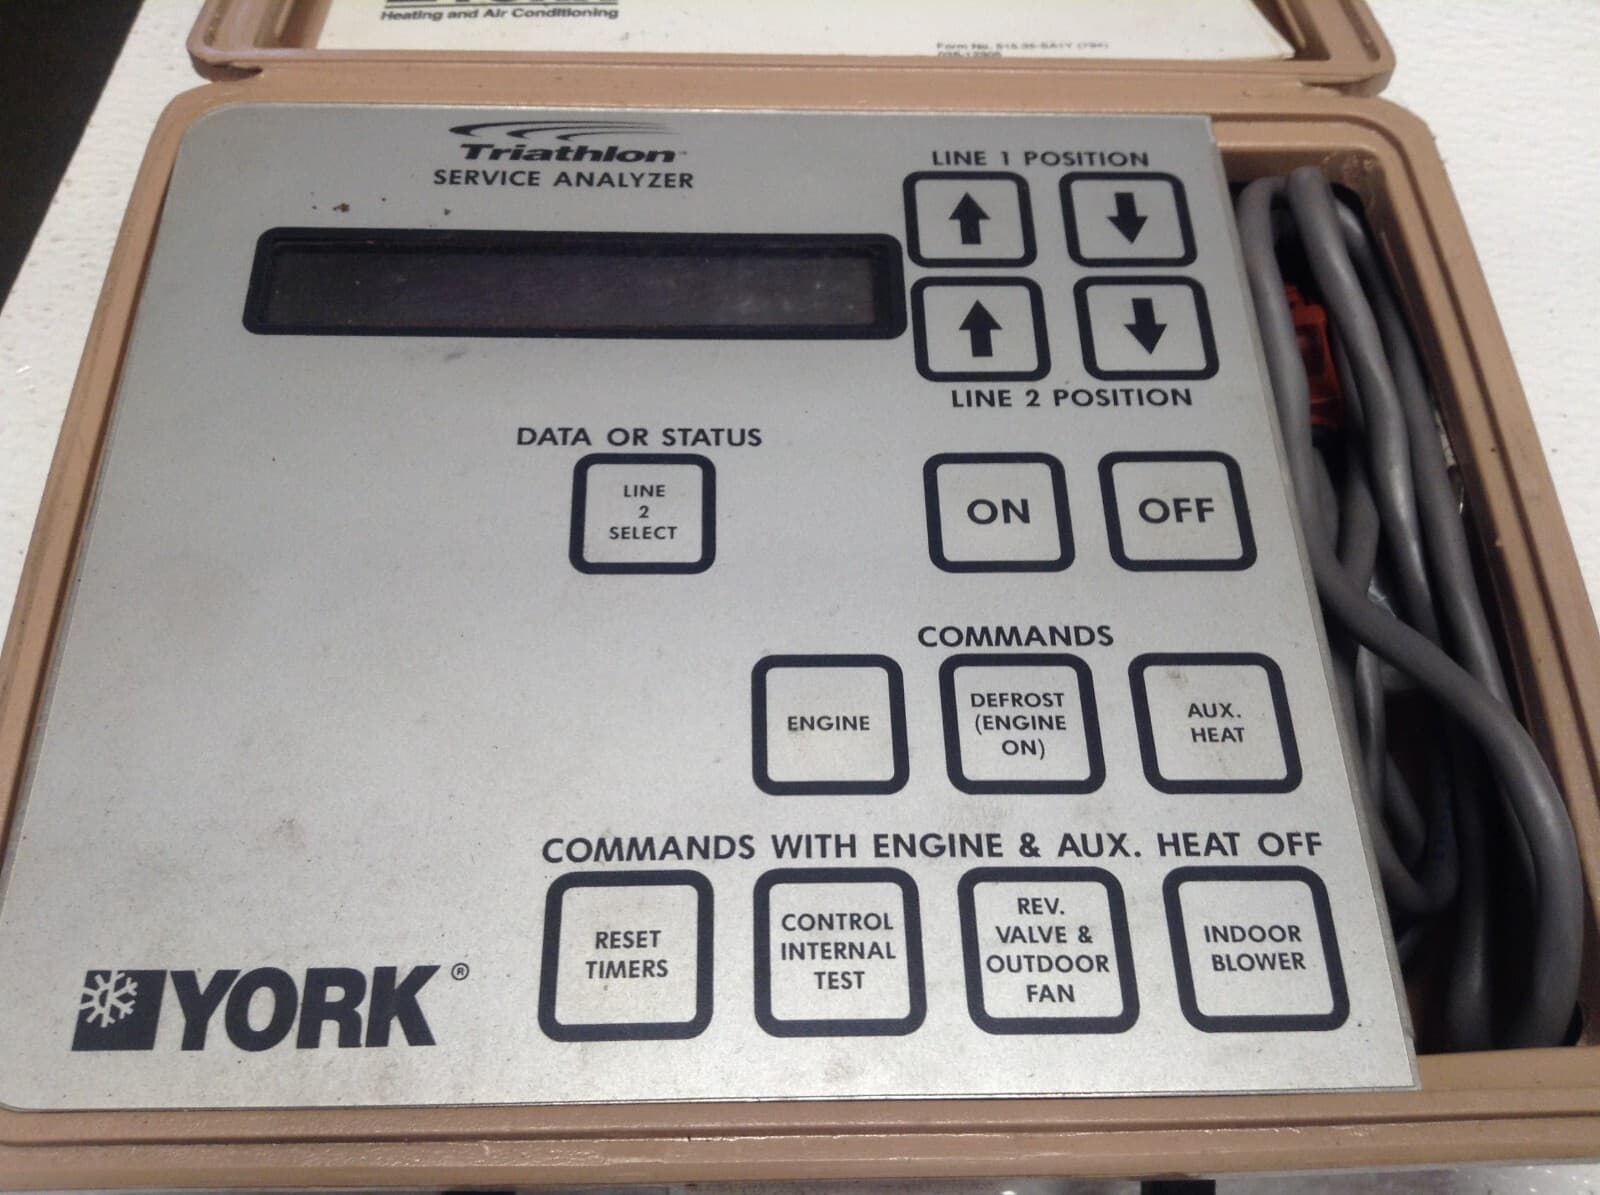 Heating and Air Conditioning
Triathlon™
SERVICE ANALYZER
LINE 1 POSITION
LINE 2 POSITION
DATA OR STATUS
LINE
2
SELECT
ON
OFF
COMMANDS
ENGINE
DEFROST
(ENGINE
ON)
AUX.
HEAT
COMMANDS WITH ENGINE & AUX. HEAT OFF
RESET
TIMERS
CONTROL
INTERNAL
TEST
REV.
VALVE &
OUTDOOR
FAN
INDOOR
BLOWER
YORK®